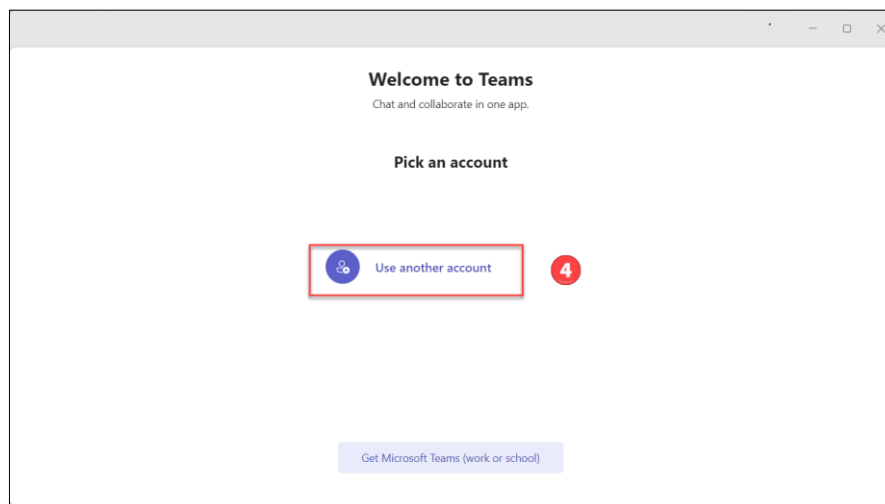 Welcome to Teams
Chat and collaborate in one app.
Pick an account
Use another account
4
Get Microsoft Teams (work or school)